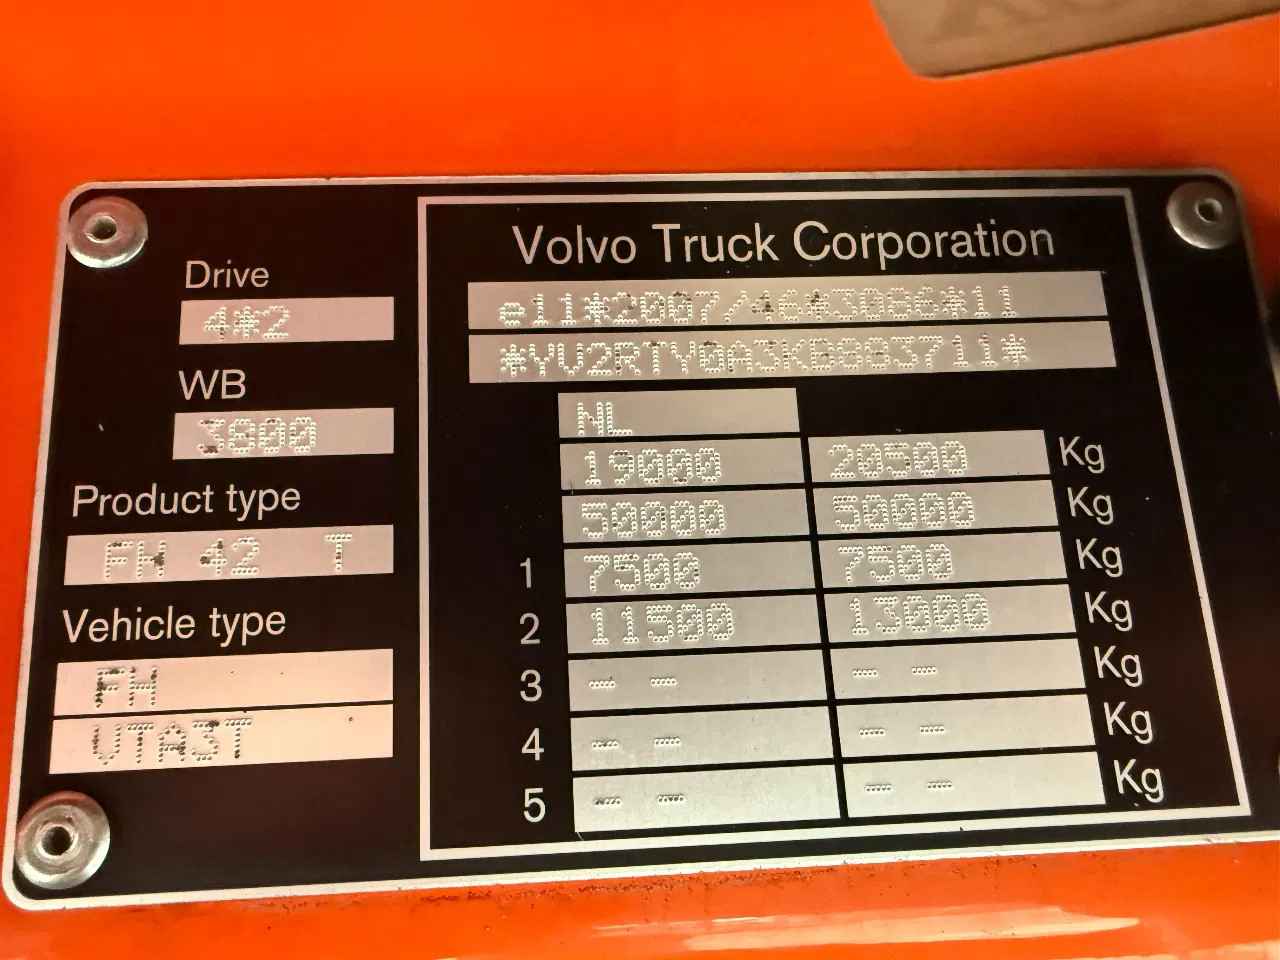 Volvo Truck Corporation
e11*2007/46*3086*11
*YV2RTY0A3KB883711*
Drive
4*2
WB
3800
Product type
FH 42 T
Vehicle type
FH
VTA3T
NL
19000 20500 Kg
50000 50000 Kg
1 7500 7500 Kg
2 11500 13000 Kg
3 -- -- -- -- Kg
4 -- -- -- -- Kg
5 -- -- -- -- Kg